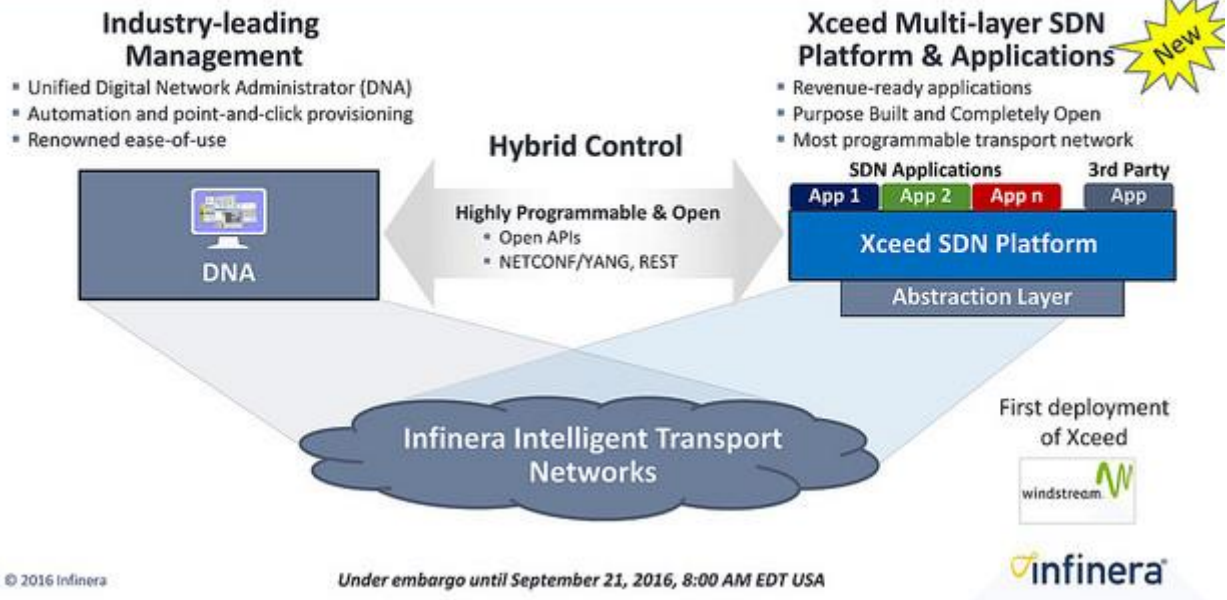 Industry-leading
Management
▪ Unified Digital Network Administrator (DNA)
▪ Automation and point-and-click provisioning
▪ Renowned ease-of-use
DNA
Hybrid Control
Highly Programmable & Open
▪ Open APIs
▪ NETCONF/YANG, REST
Xceed Multi-layer SDN
Platform & Applications
New
▪ Revenue-ready applications
▪ Purpose Built and Completely Open
▪ Most programmable transport network
SDN Applications
3rd Party
App 1
App 2
App n
App
Xceed SDN Platform
Abstraction Layer
Infinera Intelligent Transport
Networks
First deployment
of Xceed
windstream.
© 2016 Infinera
Under embargo until September 21, 2016, 8:00 AM EDT USA
infinera®